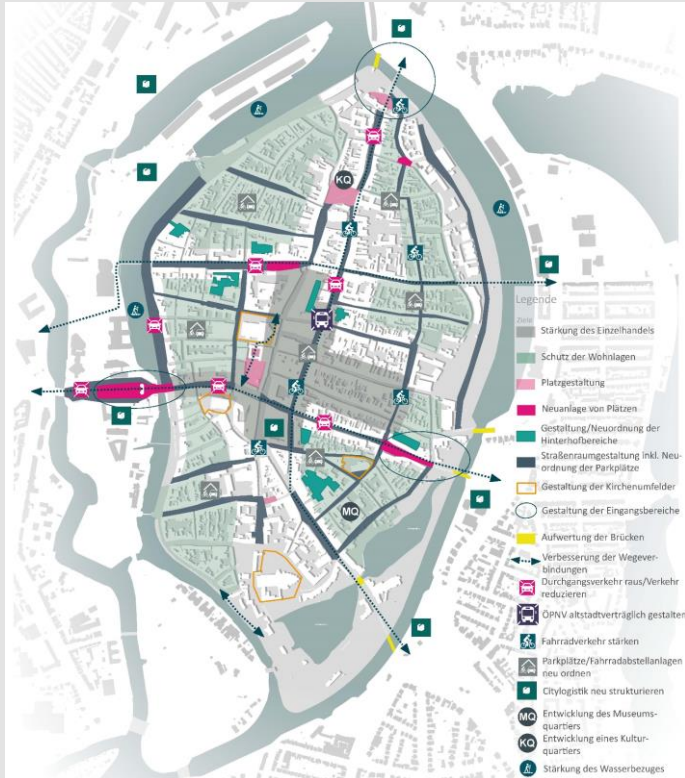 KQ
MQ
Legende
Ziele
Stärkung des Einzelhandels
Schutz der Wohnlagen
Platzgestaltung
Neuanlage von Plätzen
Gestaltung/Neuordnung der
Hinterhofbereiche
Straßenraumgestaltung inkl. Neu-
ordnung der Parkplätze
Gestaltung der Kirchenumfelder
Gestaltung der Eingangsbereiche
Aufwertung der Brücken
Verbesserung der Wegever-
bindungen
Durchgangsverkehr raus/Verkehr
reduzieren
ÖPNV altstadtverträglich gestalten
Fahrradverkehr stärken
Parkplätze/Fahrradabstellanlagen
neu ordnen
Citylogistik neu strukturieren
MQ Entwicklung des Museums-
quartiers
KQ Entwicklung eines Kultur-
quartiers
Stärkung des Wasserbezuges